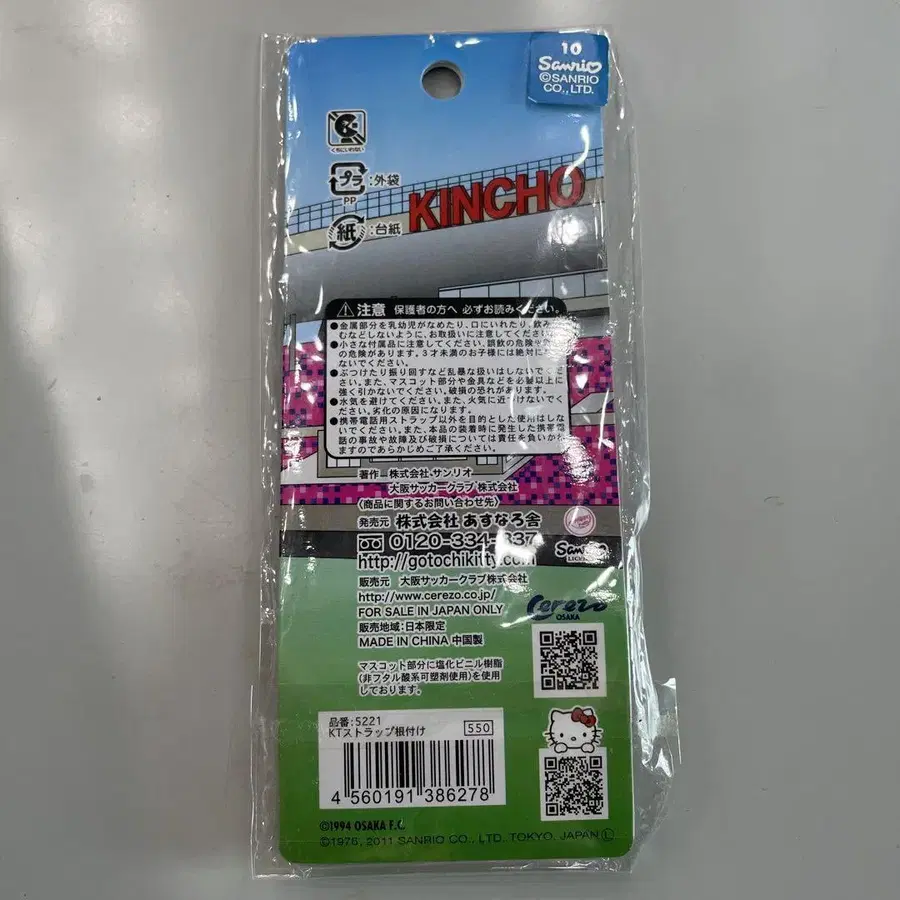 10
Sanrio
©SANRIO
CO.,LTD.
くちにいれない
プラ:外袋
PP
紙:台紙
KINCHO
注意 保護者の方へ 必ずお読みください。
●金属部分を乳幼児がなめたり、口にいれたり、飲み
むなどしないように、お取扱いに注意してください。
●小さな付属品に注意してください、誤飲の危険
の危険があります。3才未満のお子様には絶対に
ないでください。
●ぶつけたり振り回すなど乱暴な扱いはしないでくだ
さい。また、マスコット部分や金具などを必要以上に
強く引かないでください。破損の恐れがあります。
●水気を避けてください。また、火気に近づけないでく
ださい。劣化の原因になります。
●携帯電話用ストラップ以外を目的とした使用はしな
いでください。また、本品の装着時に発生した携帯電
話の事故や故障及び破損については責任を負いかね
ますのであらかじめご了承ください。
著作 株式会社 サンリオ
大阪サッカークラブ 株式会社
〈商品に関するお問い合わせ先〉
発売元 株式会社 あすなろ舎
0120-334-337
http://gotochikitty.com
販売元 大阪サッカークラブ株式会社
http://www.cerezo.co.jp/
FOR SALE IN JAPAN ONLY
販売地域:日本限定
MADE IN CHINA 中国製
Sanrio
Cerezo
OSAKA
マスコット部分に塩化ビニル樹脂
(非フタル酸系可塑剤使用)を使用
しております。
品番:5221
KTストラップ根付け
550
4 560191 386278
©1994 OSAKA F.C.
©1976, 2011 SANRIO CO., LTD. TOKYO, JAPAN Ⓛ